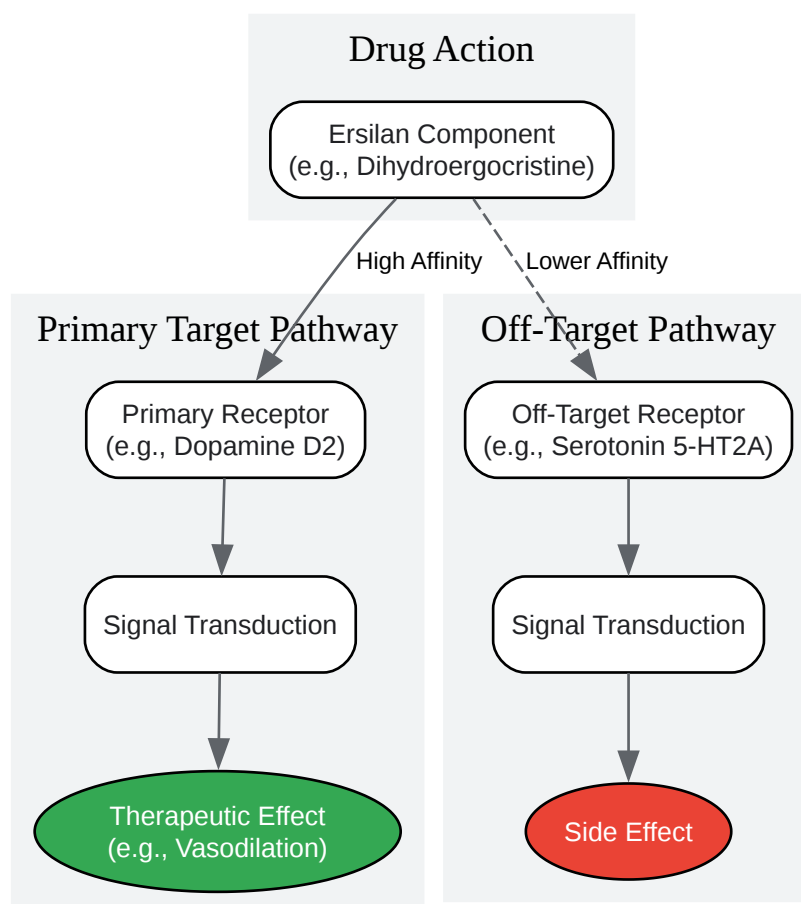 Drug Action
Ersilan Component
(e.g., Dihydroergocristine)
High Affinity
Lower Affinity
Primary Target Pathway
Off-Target Pathway
Primary Receptor
(e.g., Dopamine D2)
Off-Target Receptor
(e.g., Serotonin 5-HT2A)
Signal Transduction
Signal Transduction
Therapeutic Effect
(e.g., Vasodilation)
Side Effect